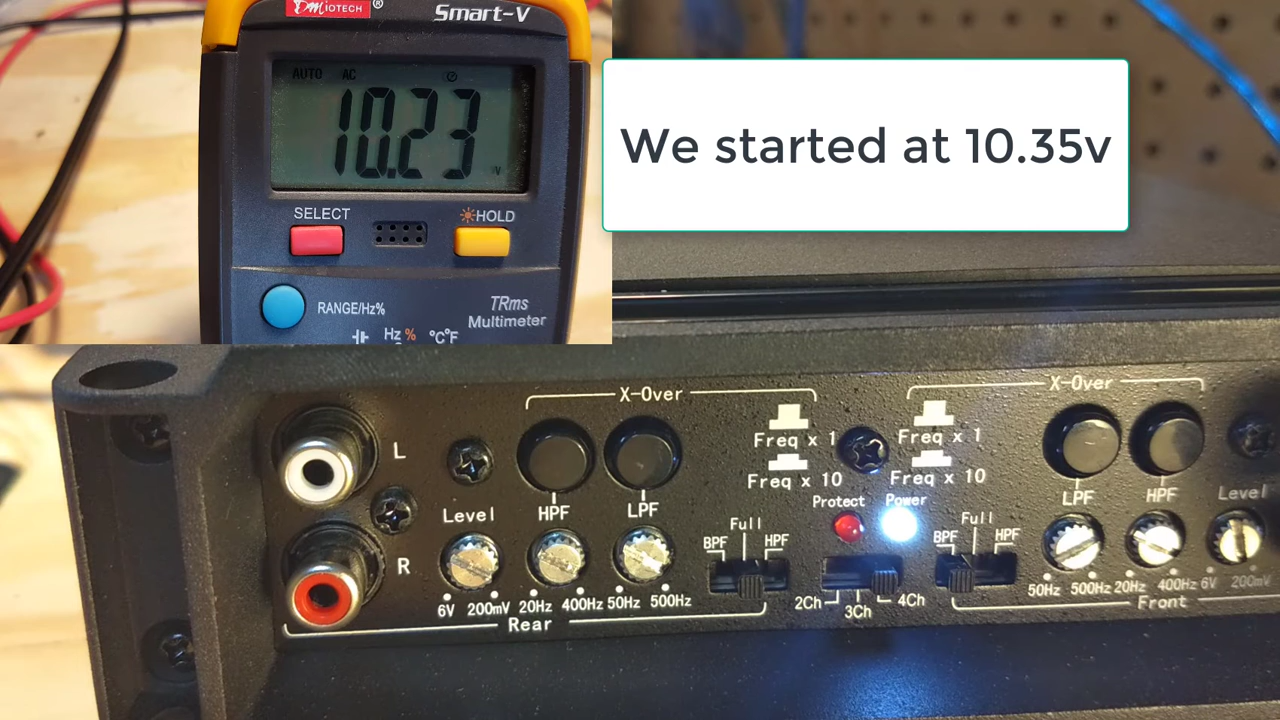 DMiOTECH ®
Smart-V
AUTO AC
10.23
V
SELECT
HOLD
RANGE/Hz%
TRms
Multimeter
Hz %
°C°F
We started at 10.35v
X-Over
X-Over
L
Freq x 1
Freq x 1
Freq x 10
Freq x 10
Protect
Power
Level
HPF
LPF
LPF
HPF
Level
R
BPF
Full
HPF
BPF
Full
HPF
6V
200mV
20Hz
400Hz
50Hz
500Hz
2Ch
3Ch
4Ch
50Hz
500Hz
20Hz
400Hz
6V
200mV
Rear
Front